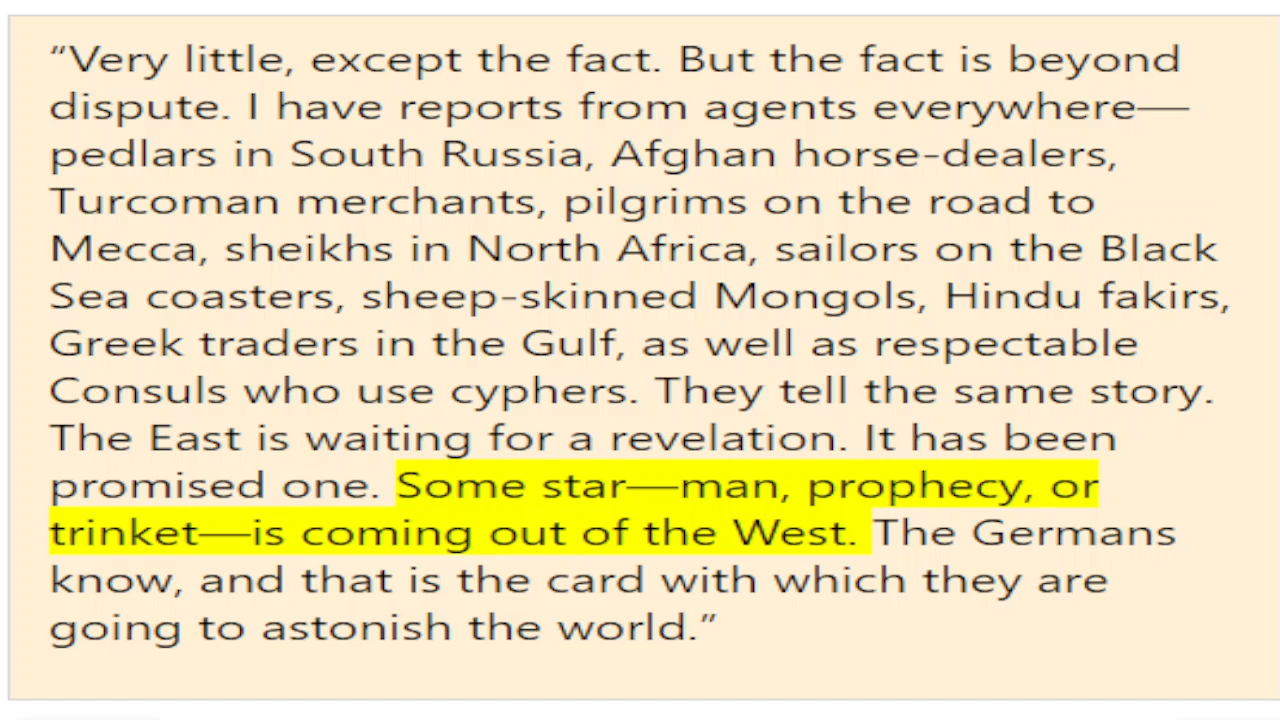 “Very little, except the fact. But the fact is beyond
dispute. I have reports from agents everywhere—
pedlars in South Russia, Afghan horse-dealers,
Turcoman merchants, pilgrims on the road to
Mecca, sheikhs in North Africa, sailors on the Black
Sea coasters, sheep-skinned Mongols, Hindu fakirs,
Greek traders in the Gulf, as well as respectable
Consuls who use cyphers. They tell the same story.
The East is waiting for a revelation. It has been
promised one. Some star—man, prophecy, or
trinket—is coming out of the West. The Germans
know, and that is the card with which they are
going to astonish the world.”